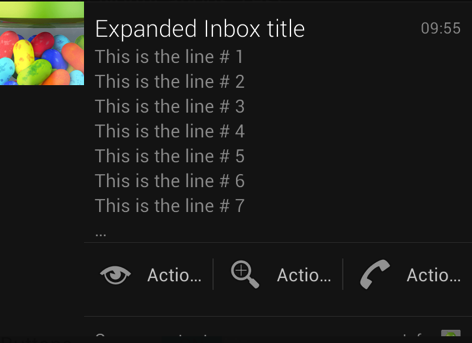 Expanded Inbox title 09:55
This is the line # 1
This is the line # 2
This is the line # 3
This is the line # 4
This is the line # 5
This is the line # 6
This is the line # 7
...
Actio... Actio... Actio...